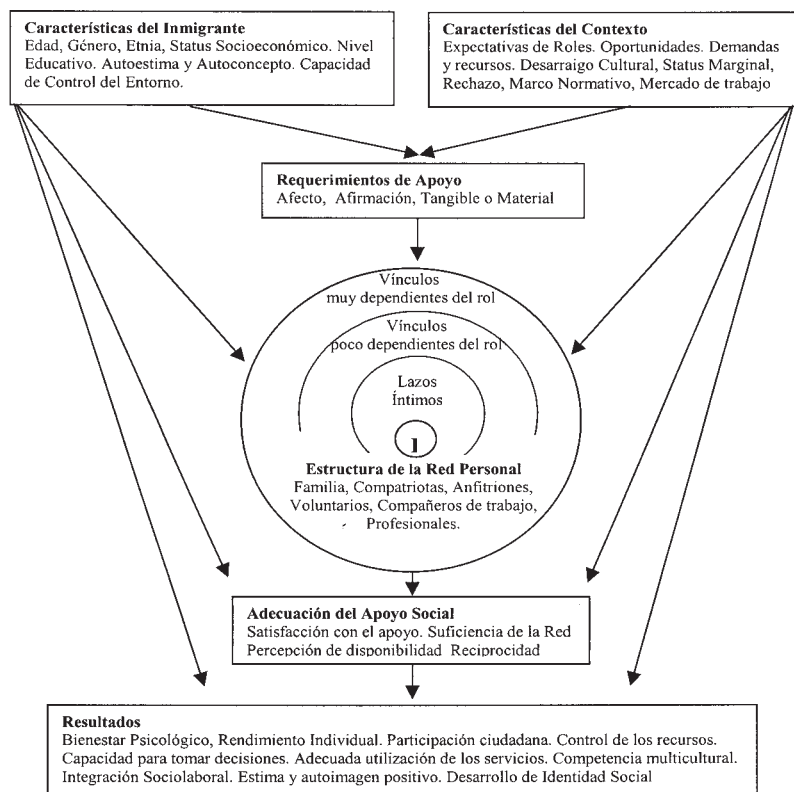 Características del Inmigrante
Edad, Género, Etnia, Status Socioeconómico. Nivel
Educativo. Autoestima y Autoconcepto. Capacidad
de Control del Entorno.
Características del Contexto
Expectativas de Roles. Oportunidades. Demandas
y recursos. Desarraigo Cultural, Status Marginal,
Rechazo, Marco Normativo, Mercado de trabajo
Requerimientos de Apoyo
Afecto, Afirmación, Tangible o Material
Vínculos
muy dependientes del rol
Vínculos
poco dependientes del rol
Lazos
Íntimos
I
Estructura de la Red Personal
Familia, Compatriotas, Anfitriones,
Voluntarios, Compañeros de trabajo,
Profesionales.
Adecuación del Apoyo Social
Satisfacción con el apoyo. Suficiencia de la Red
Percepción de disponibilidad Reciprocidad
Resultados
Bienestar Psicológico, Rendimiento Individual. Participación ciudadana. Control de los recursos.
Capacidad para tomar decisiones. Adecuada utilización de los servicios. Competencia multicultural.
Integración Sociolaboral. Estima y autoimagen positivo. Desarrollo de Identidad Social